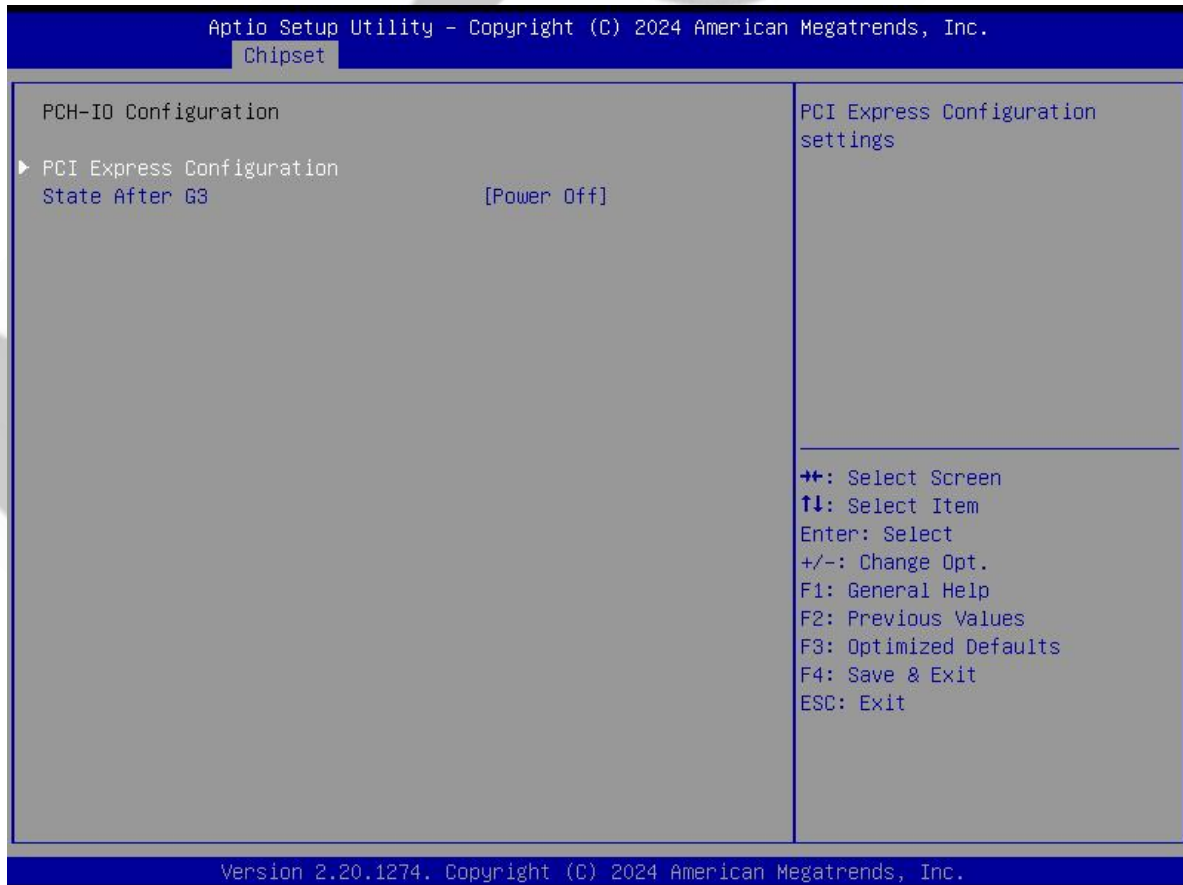 Aptio Setup Utility – Copyright (C) 2024 American Megatrends, Inc.
Chipset
PCH-IO Configuration
▶ PCI Express Configuration
State After G3 [Power Off]
PCI Express Configuration
settings
→←: Select Screen
↑↓: Select Item
Enter: Select
+/-: Change Opt.
F1: General Help
F2: Previous Values
F3: Optimized Defaults
F4: Save & Exit
ESC: Exit
Version 2.20.1274. Copyright (C) 2024 American Megatrends, Inc.